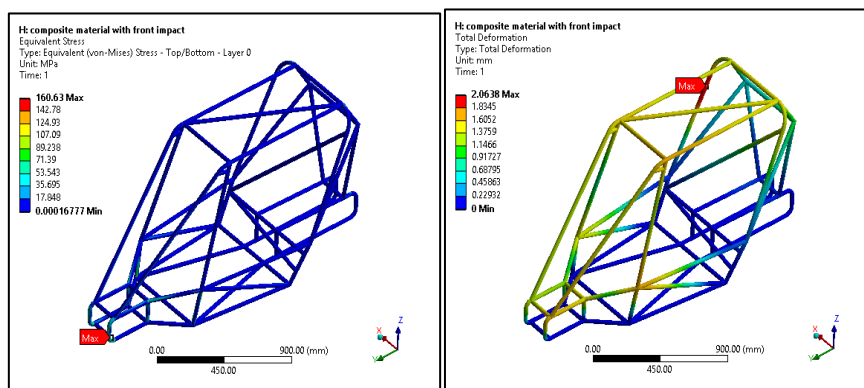 H: composite material with front impact
Equivalent Stress
Type: Equivalent (von-Mises) Stress - Top/Bottom - Layer 0
Unit: MPa
Time: 1
160.63 Max
142.78
124.93
107.09
89.238
71.39
53.543
35.695
17.848
0.00016777 Min
Max
0.00
900.00 (mm)
450.00
X
Y
Z
H: composite material with front impact
Total Deformation
Type: Total Deformation
Unit: mm
Time: 1
2.0638 Max
1.8345
1.6052
1.3759
1.1466
0.91727
0.68795
0.45863
0.22932
0 Min
Max
0.00
900.00 (mm)
450.00
X
Y
Z